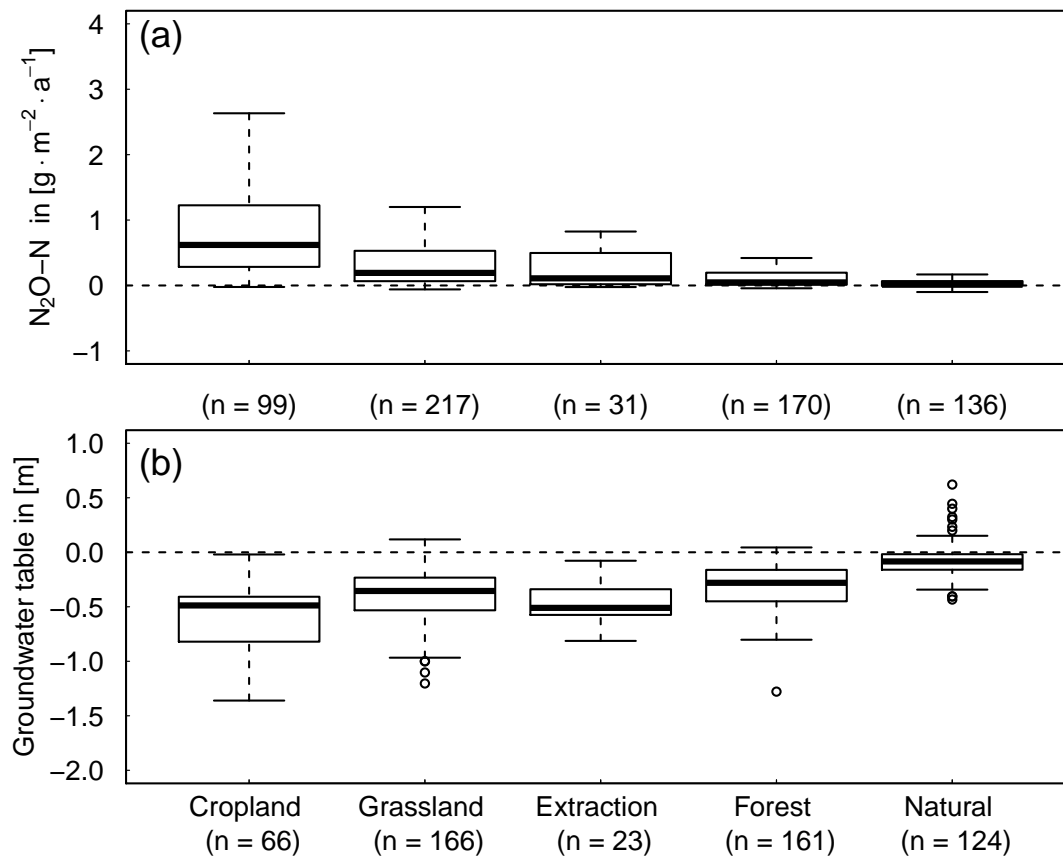 (a)
N₂O−N in [g · m⁻² · a⁻¹]
4
3
2
1
0
−1
(n = 99) (n = 217) (n = 31) (n = 170) (n = 136)
(b)
Groundwater table in [m]
1.0
0.5
0.0
−0.5
−1.0
−1.5
−2.0
Cropland Grassland Extraction Forest Natural
(n = 66) (n = 166) (n = 23) (n = 161) (n = 124)